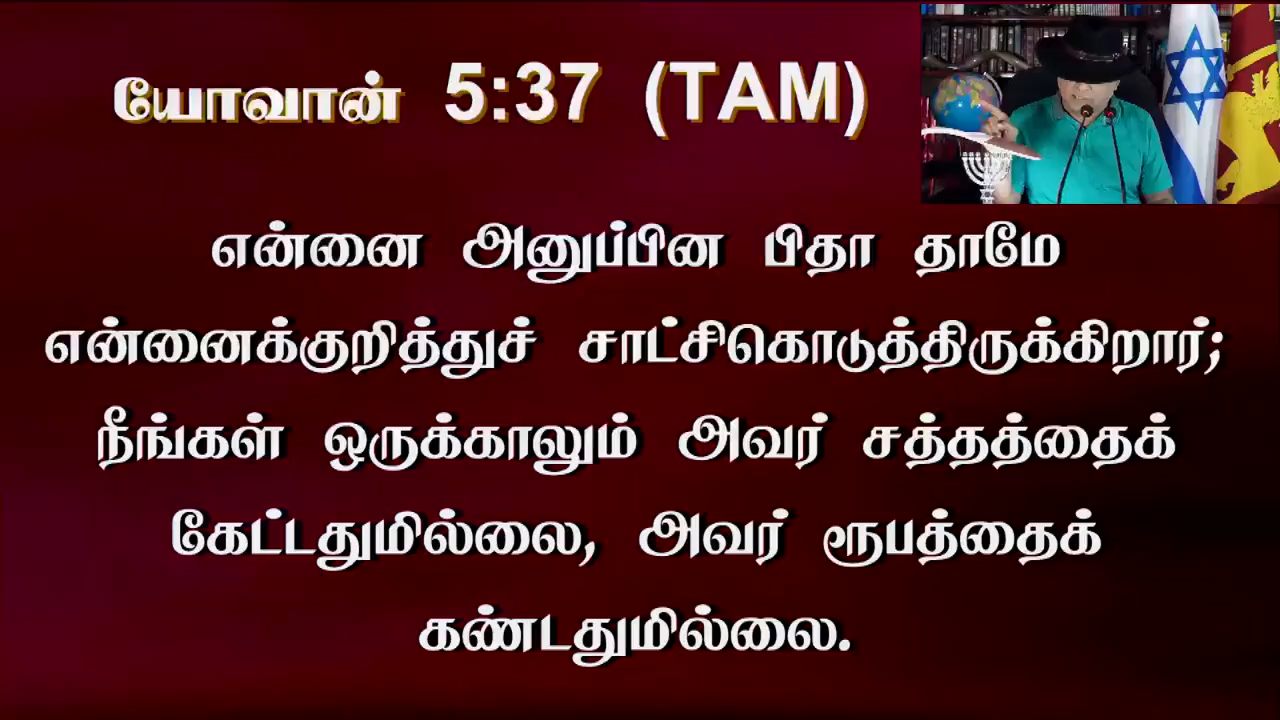 யோவான் 5:37 (TAM)
என்னை அனுப்பின பிதா தாமே
என்னைக்குறித்துச் சாட்சிகொடுத்திருக்கிறார்;
நீங்கள் ஒருக்காலும் அவர் சத்தத்தைக்
கேட்டதுமில்லை, அவர் ரூபத்தைக்
கண்டதுமில்லை.